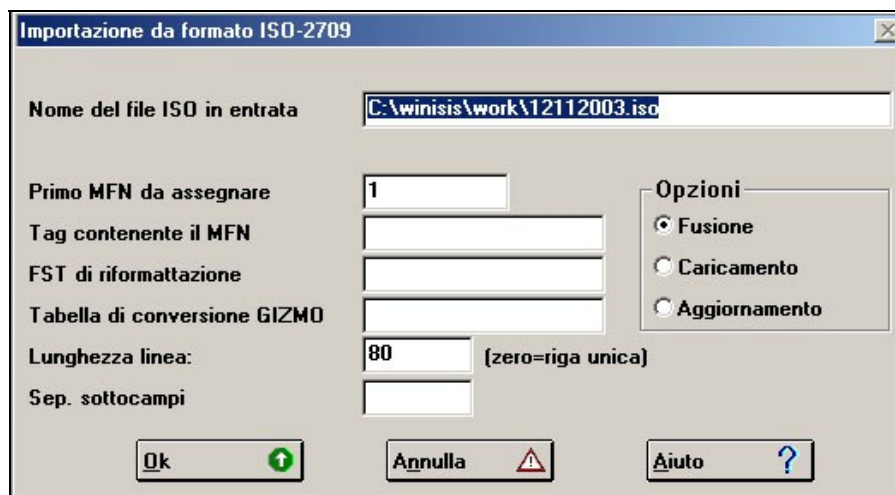 Importazione da formato ISO-2709
Nome del file ISO in entrata C:\winisis\work\12112003.iso
Primo MFN da assegnare 1
Tag contenente il MFN
FST di riformattazione
Tabella di conversione GIZMO
Lunghezza linea: 80 (zero=riga unica)
Sep. sottocampi
Opzioni
Fusione
Caricamento
Aggiornamento
Ok
Annulla
Aiuto